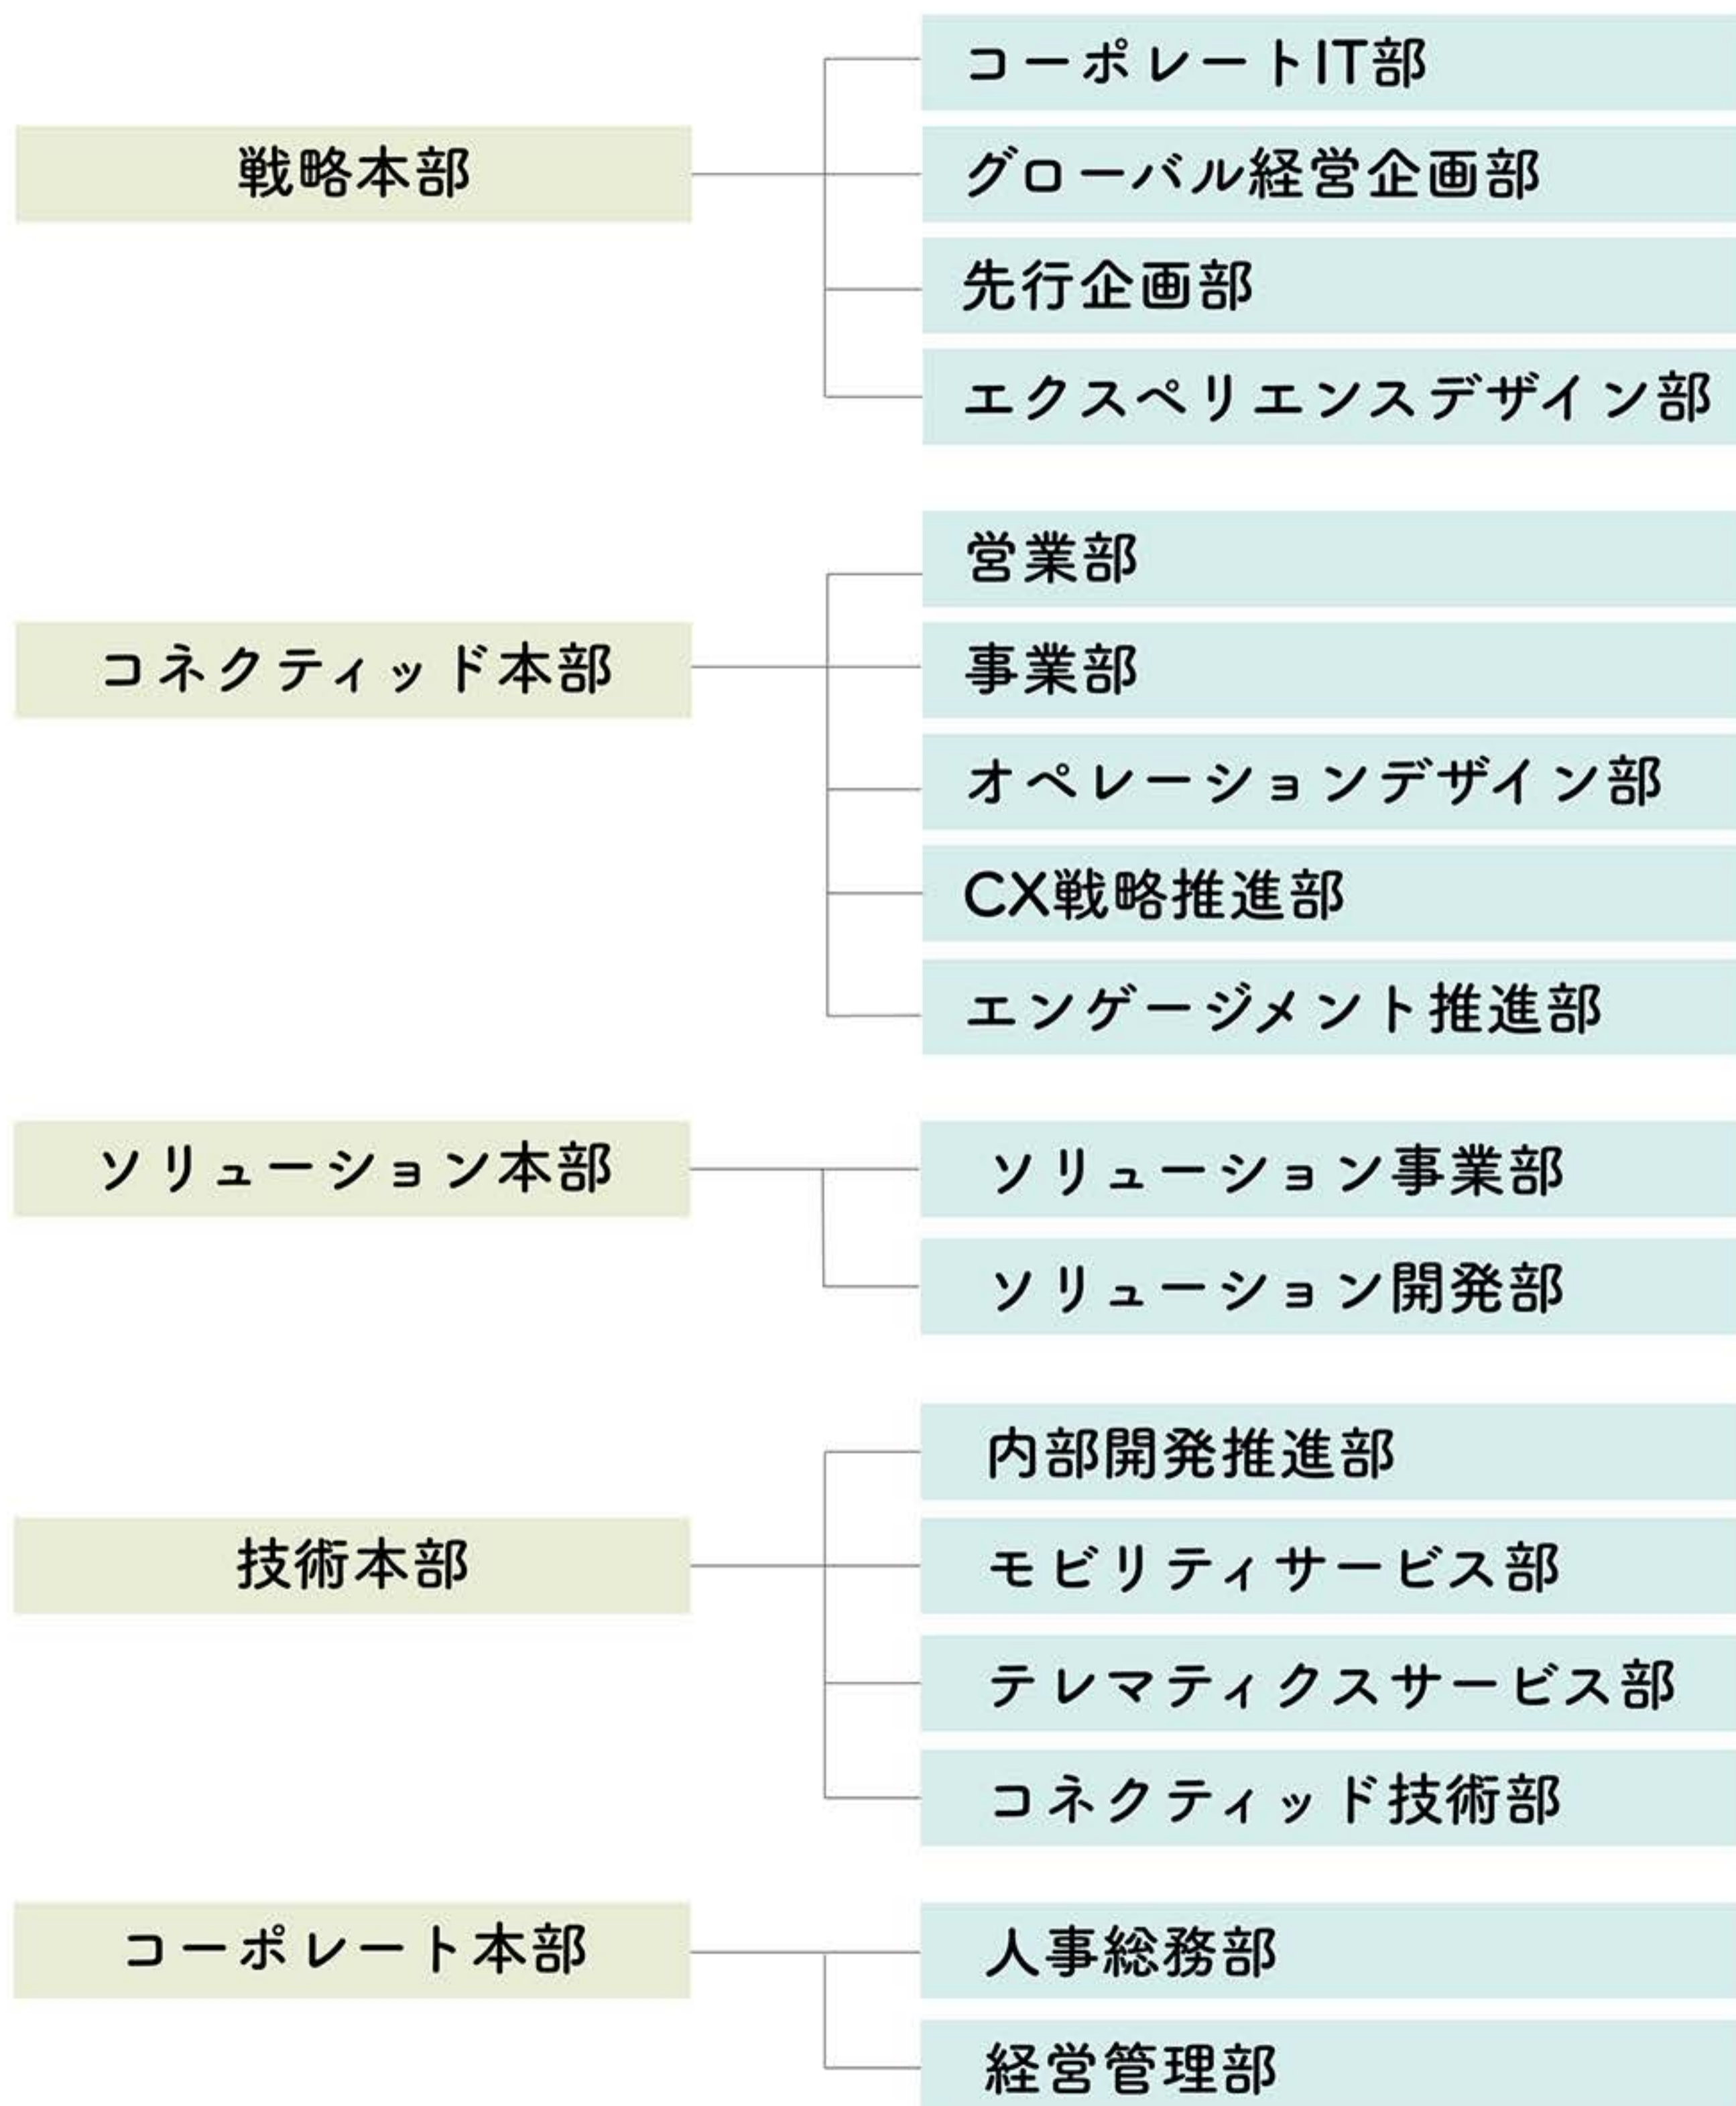 戦略本部
コーポレートIT部
グローバル経営企画部
先行企画部
エクスペリエンスデザイン部
コネクティッド本部
営業部
事業部
オペレーションデザイン部
CX戦略推進部
エンゲージメント推進部
ソリューション本部
ソリューション事業部
ソリューション開発部
技術本部
内部開発推進部
モビリティサービス部
テレマティクスサービス部
コネクティッド技術部
コーポレート本部
人事総務部
経営管理部